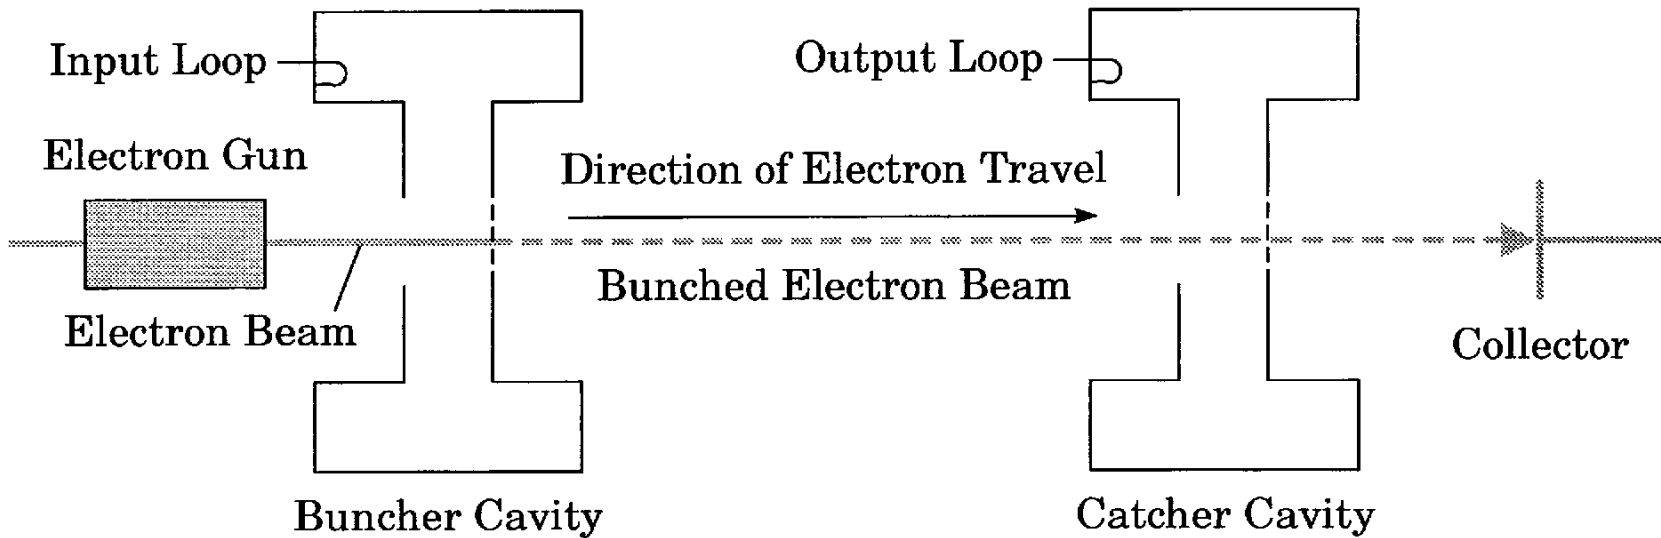 Input Loop
Output Loop
Electron Gun
Direction of Electron Travel
Bunched Electron Beam
Electron Beam
Collector
Buncher Cavity
Catcher Cavity